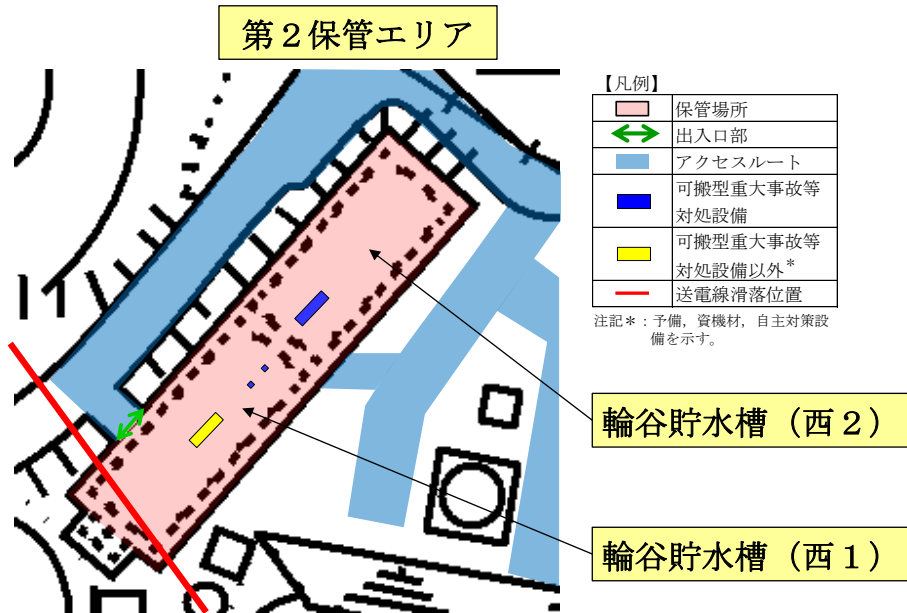 第２保管エリア
【凡例】
保管場所
出入口部
アクセスルート
可搬型重大事故等
対処設備
可搬型重大事故等
対処設備以外*
送電線滑落位置
注記＊：予備，資機材，自主対策設
備を示す。
輪谷貯水槽（西２）
輪谷貯水槽（西１）